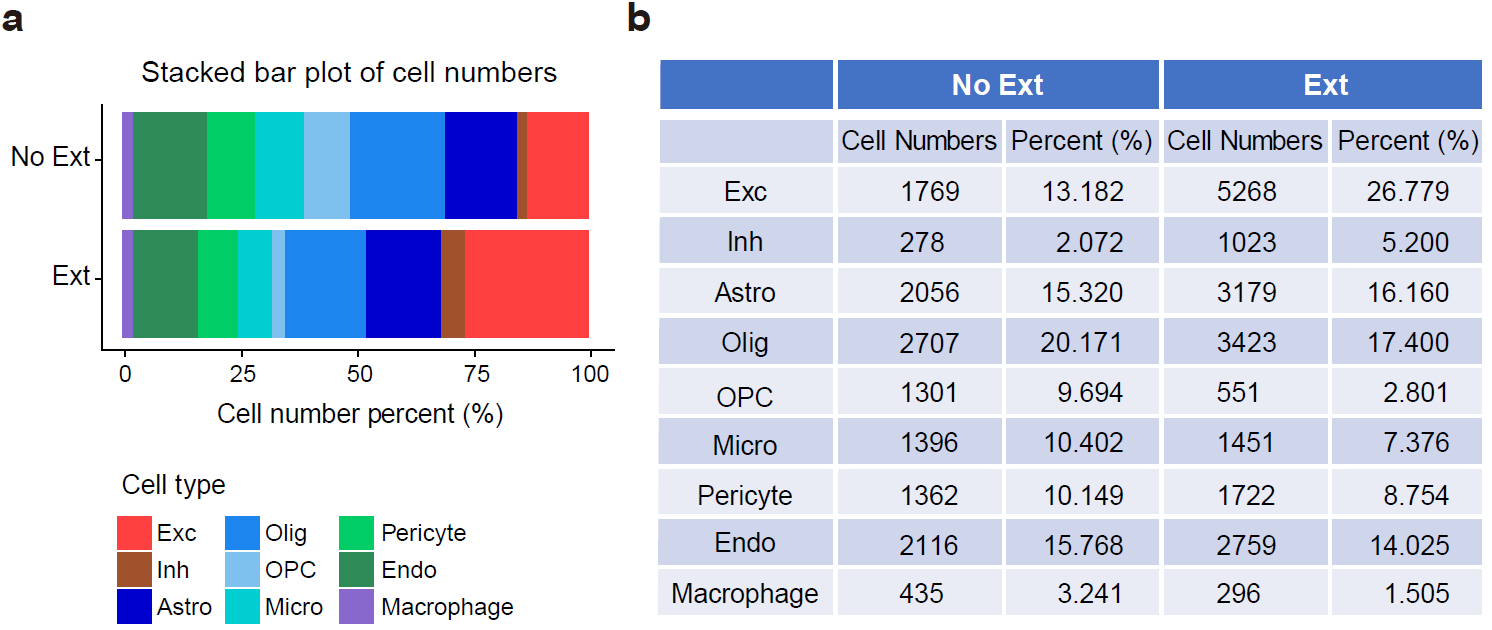 a
Stacked bar plot of cell numbers
No Ext
Ext
0 25 50 75 100
Cell number percent (%)
Cell type
Exc Olig Pericyte
Inh OPC Endo
Astro Micro Macrophage
b
No Ext Ext
Cell Numbers Percent (%) Cell Numbers Percent (%)
Exc 1769 13.182 5268 26.779
Inh 278 2.072 1023 5.200
Astro 2056 15.320 3179 16.160
Olig 2707 20.171 3423 17.400
OPC 1301 9.694 551 2.801
Micro 1396 10.402 1451 7.376
Pericyte 1362 10.149 1722 8.754
Endo 2116 15.768 2759 14.025
Macrophage 435 3.241 296 1.505